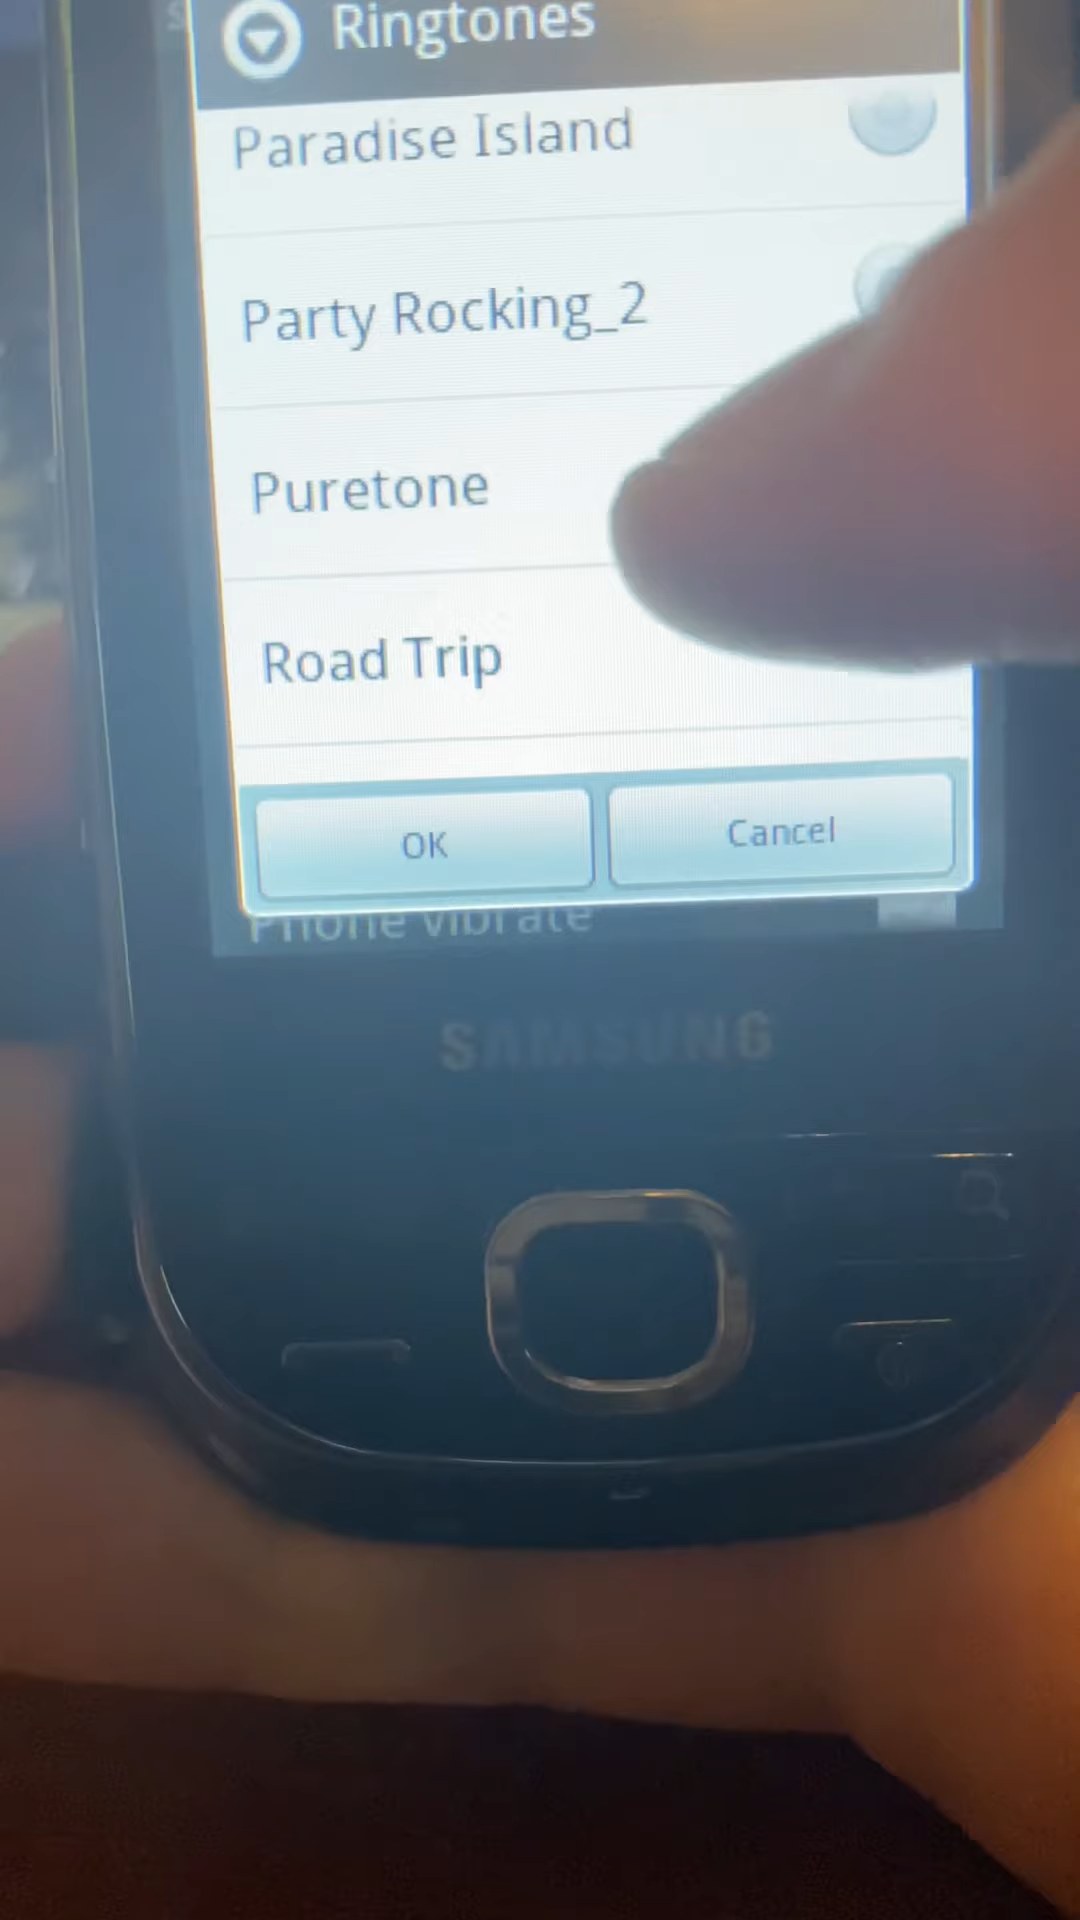 Ringtones
Paradise Island
Party Rocking_2
Puretone
Road Trip
OK
Cancel
Phone vibrate
SAMSUNG